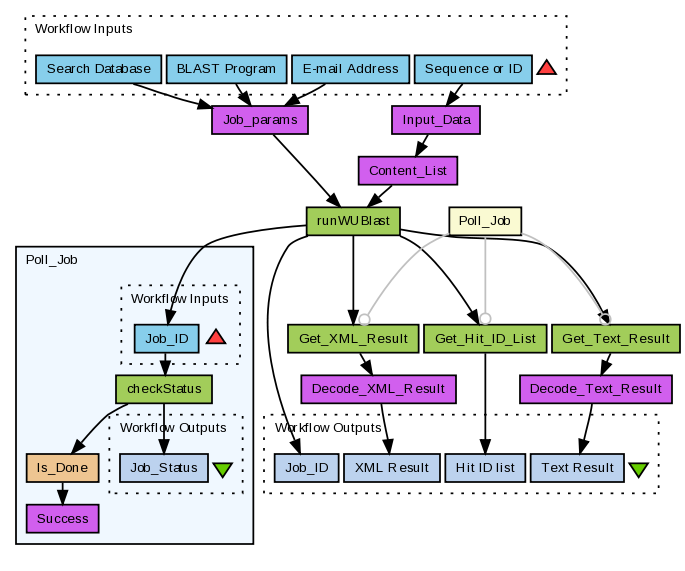 Workflow Inputs
Search Database
BLAST Program
E-mail Address
Sequence or ID
Job_params
Input_Data
Content_List
runWUBlast
Poll_Job
Poll_Job
Workflow Inputs
Job_ID
Get_XML_Result
Get_Hit_ID_List
Get_Text_Result
checkStatus
Decode_XML_Result
Decode_Text_Result
Workflow Outputs
Workflow Outputs
Is_Done
Job_Status
Job_ID
XML Result
Hit ID list
Text Result
Success